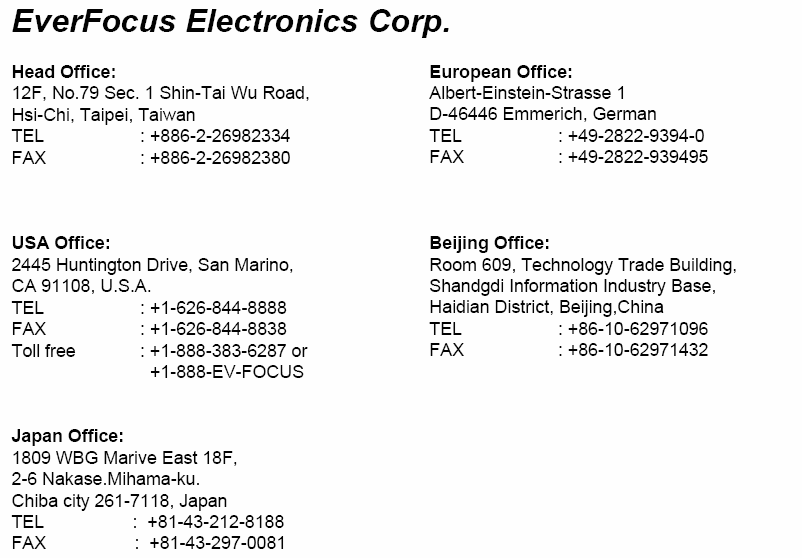 EverFocus Electronics Corp.
Head Office:
12F, No.79 Sec. 1 Shin-Tai Wu Road,
Hsi-Chi, Taipei, Taiwan
TEL : +886-2-26982334
FAX : +886-2-26982380
European Office:
Albert-Einstein-Strasse 1
D-46446 Emmerich, German
TEL : +49-2822-9394-0
FAX : +49-2822-939495
USA Office:
2445 Huntington Drive, San Marino,
CA 91108, U.S.A.
TEL : +1-626-844-8888
FAX : +1-626-844-8838
Toll free : +1-888-383-6287 or
+1-888-EV-FOCUS
Beijing Office:
Room 609, Technology Trade Building,
Shandgdi Information Industry Base,
Haidian District, Beijing,China
TEL : +86-10-62971096
FAX : +86-10-62971432
Japan Office:
1809 WBG Marive East 18F,
2-6 Nakase.Mihama-ku.
Chiba city 261-7118, Japan
TEL : +81-43-212-8188
FAX : +81-43-297-0081